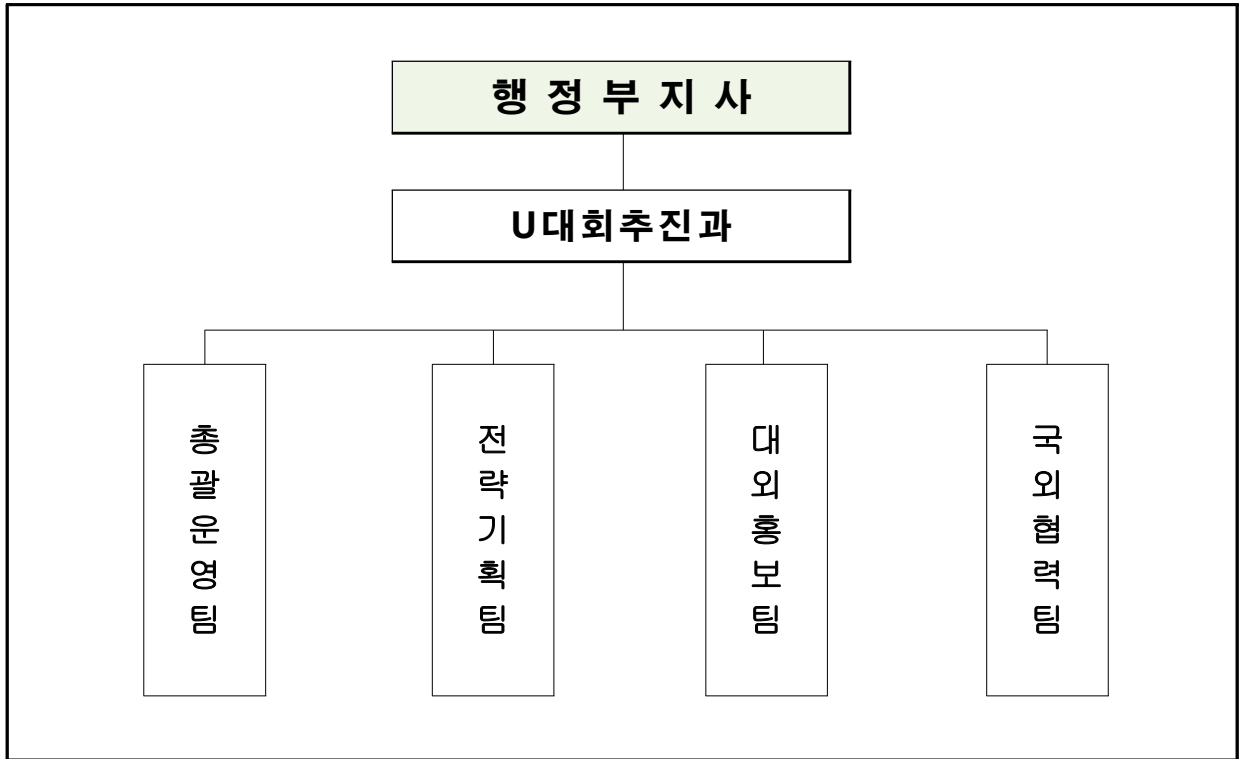 행 정 부 지 사
U대회추진과
총괄운영팀
전략기획팀
대외홍보팀
국외협력팀